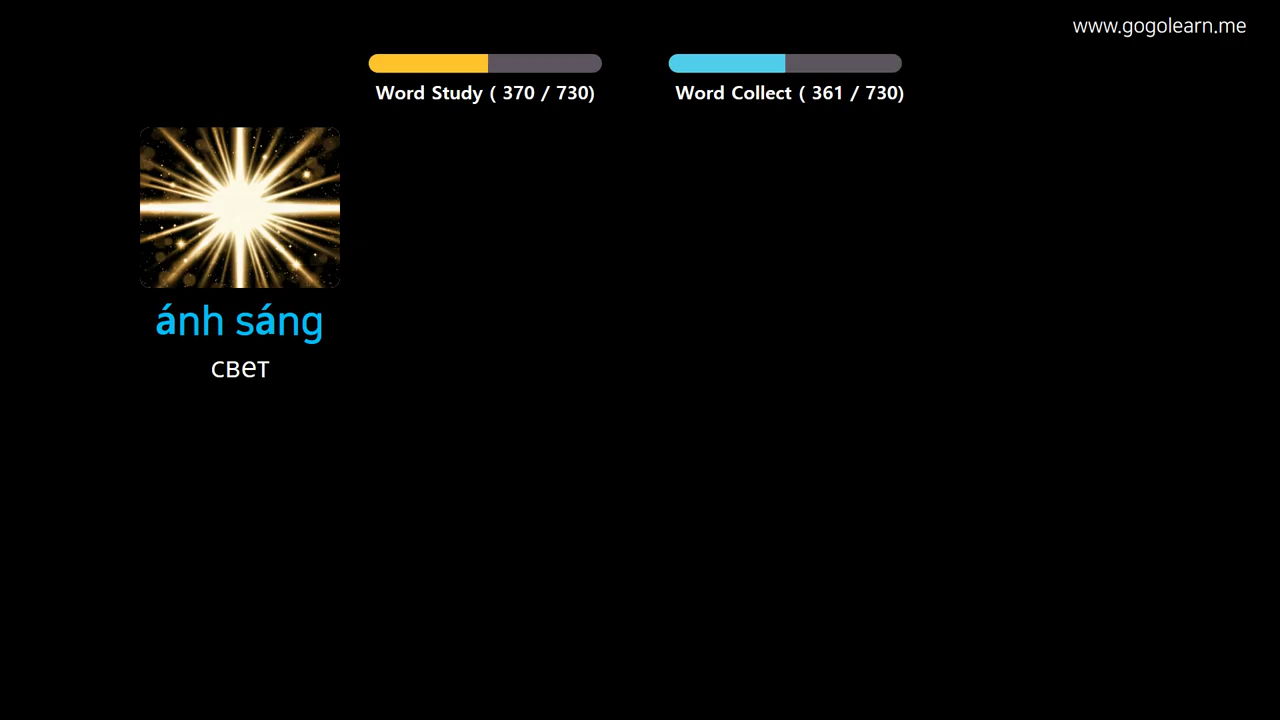 www.gogolearn.me
Word Study ( 370 / 730)
Word Collect ( 361 / 730)
ánh sáng
свет